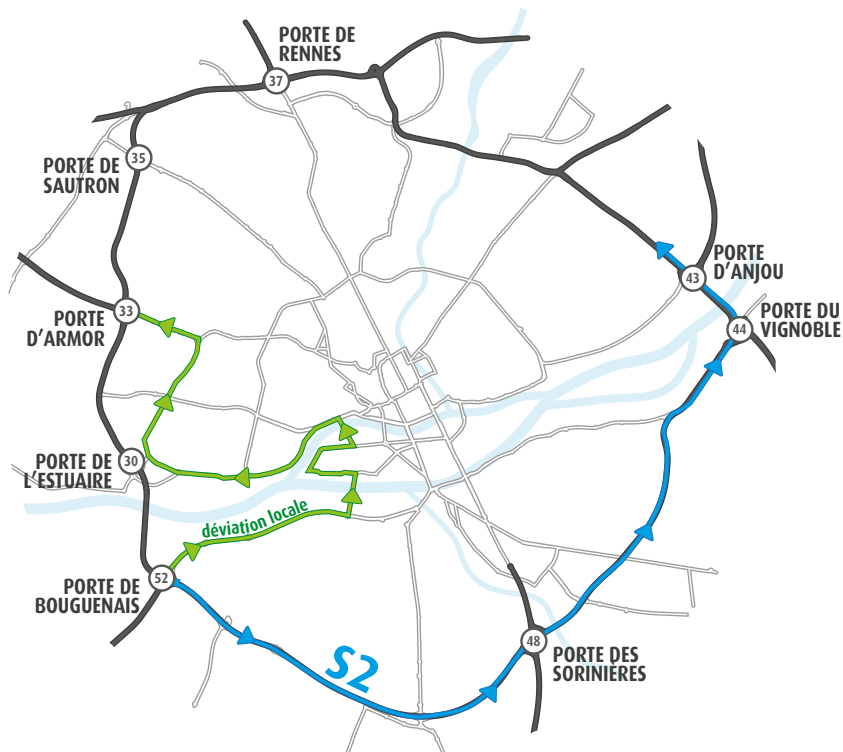 PORTE DE
RENNES
37
35
PORTE DE
SAUTRON
PORTE
D'ANJOU
43
33
PORTE
D'ARMOR
PORTE DU
VIGNOBLE
44
30
PORTE DE
L'ESTUAIRE
déviation locale
52
PORTE DE
BOUGUENAIS
48
PORTE DES
SORINIÈRES
S2